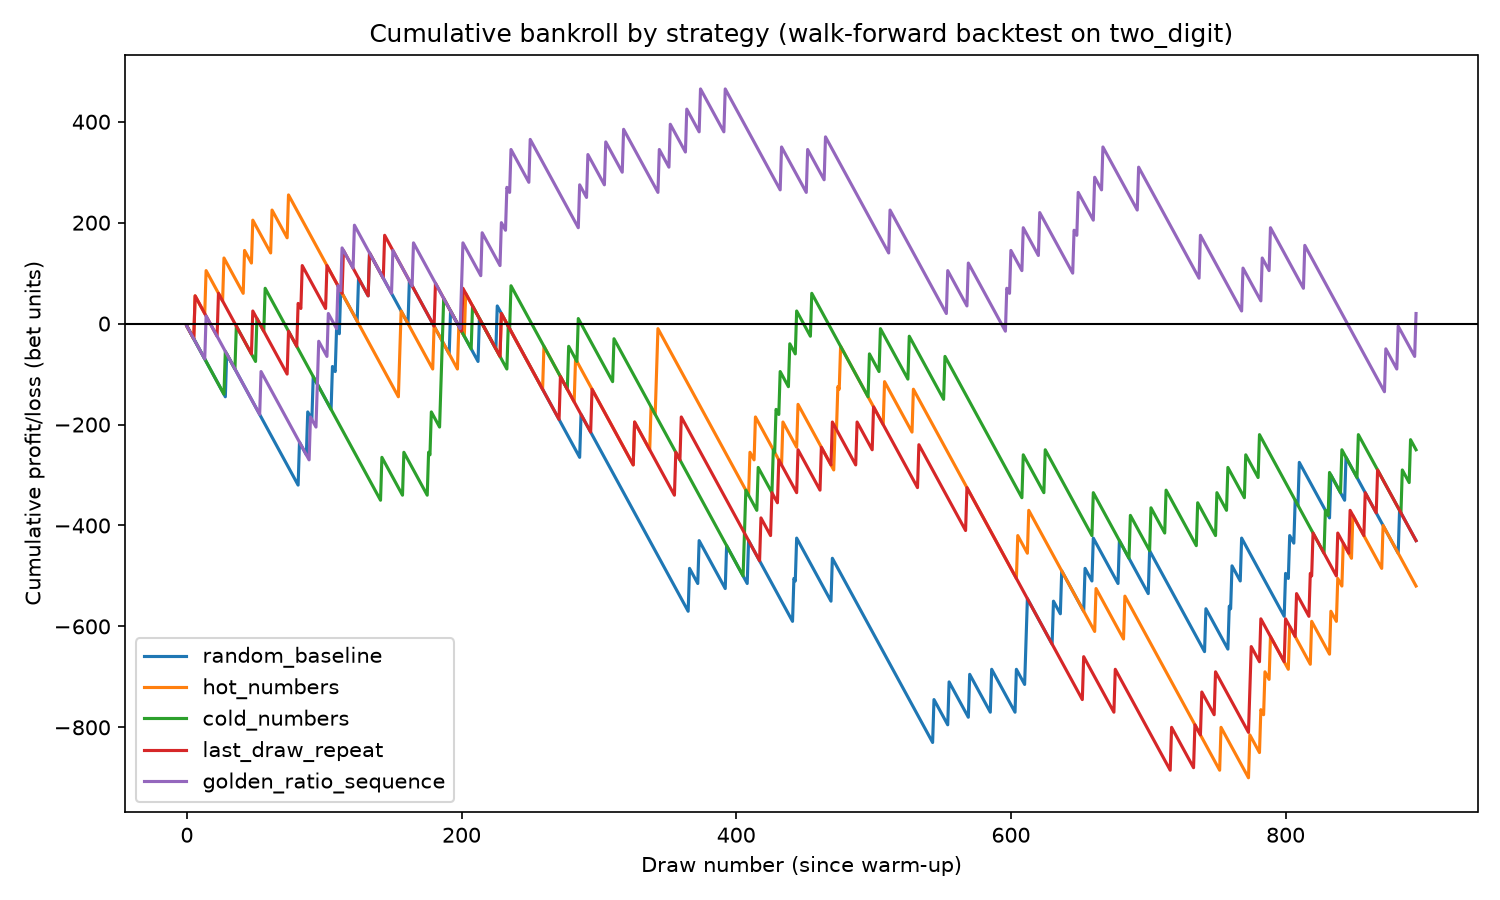 Cumulative bankroll by strategy (walk-forward backtest on two_digit)
Cumulative profit/loss (bet units)
400
200
0
−200
−400
−600
−800
random_baseline
hot_numbers
cold_numbers
last_draw_repeat
golden_ratio_sequence
0 200 400 600 800
Draw number (since warm-up)